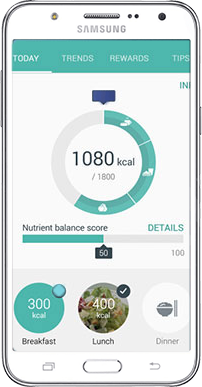 SAMSUNG
TODAY TRENDS REWARDS TIPS
1080 kcal
/ 1800
Nutrient balance score DETAILS
50 100
300 kcal
400 kcal
Breakfast Lunch Dinner